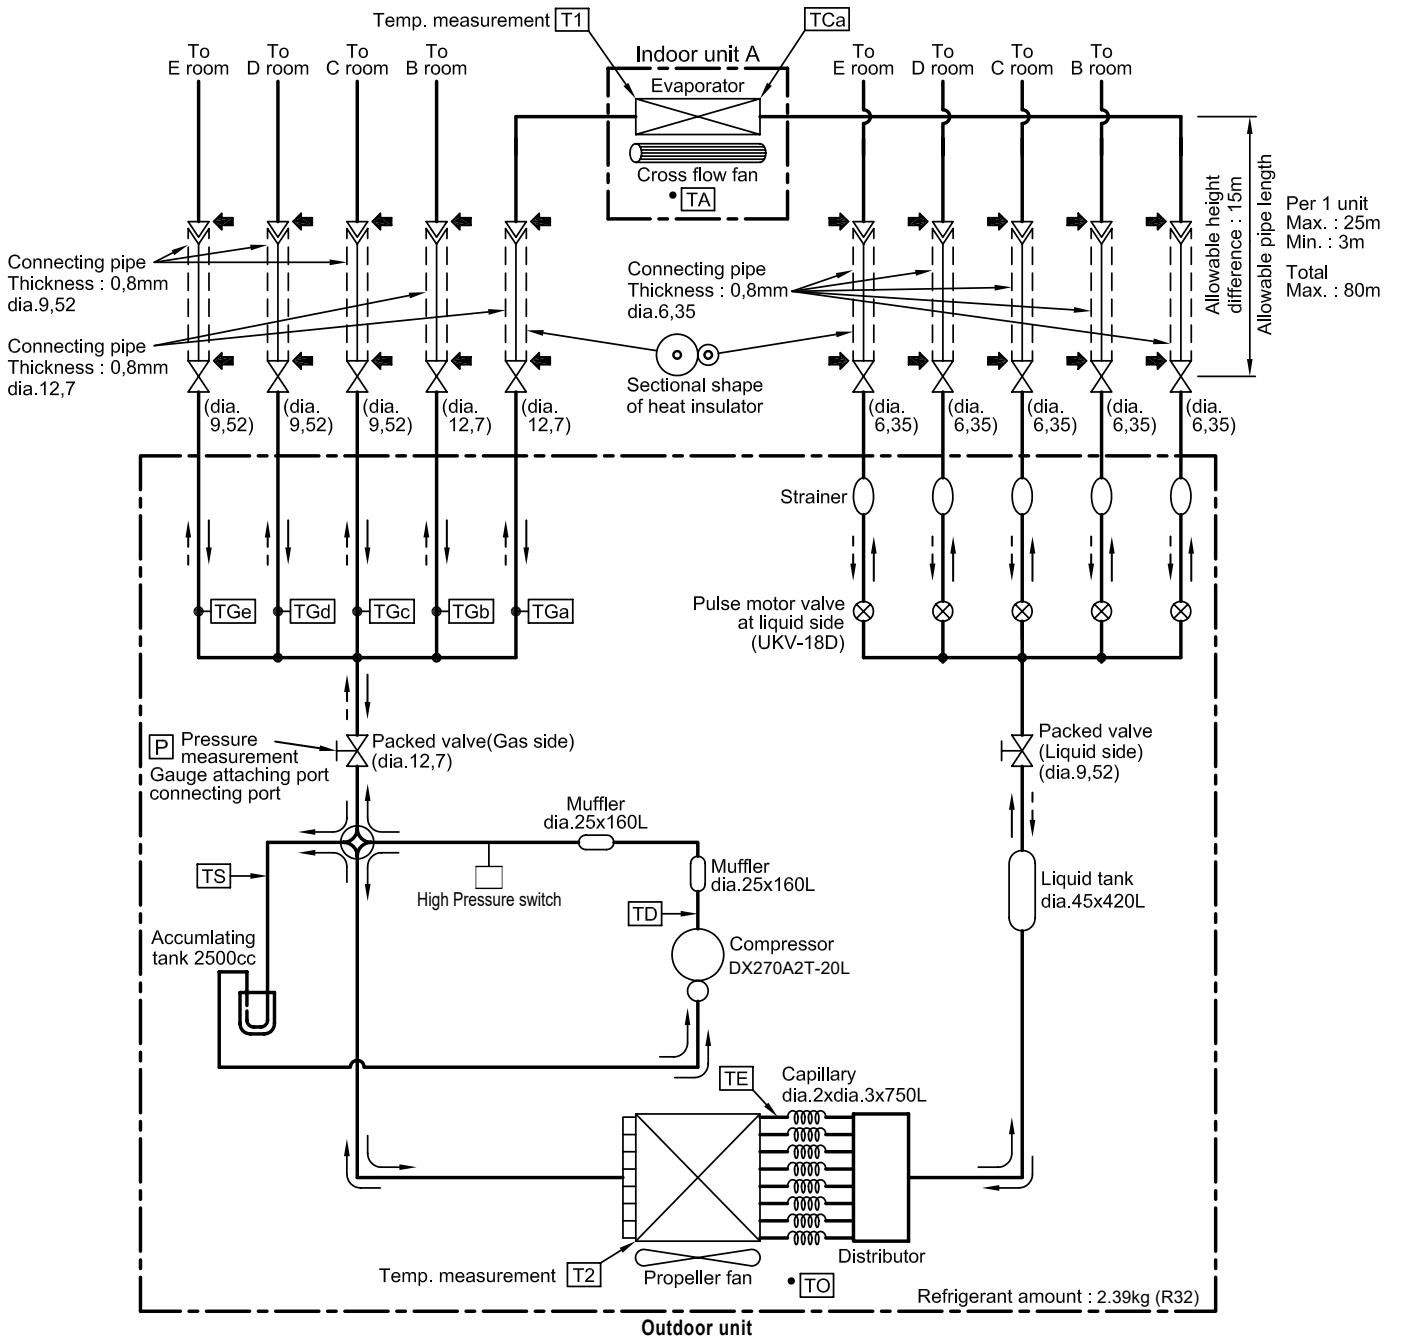 Temp. measurement T1
TCa
To
E room
To
D room
To
C room
To
B room
Indoor unit A
To
E room
To
D room
To
C room
To
B room
Evaporator
Cross flow fan
TA
Allowable height
difference : 15m
Allowable pipe length
Per 1 unit
Max. : 25m
Min. : 3m
Total
Max. : 80m
Connecting pipe
Thickness : 0,8mm
dia.9,52
Connecting pipe
Thickness : 0,8mm
dia.12,7
Connecting pipe
Thickness : 0,8mm
dia.6,35
Sectional shape
of heat insulator
(dia.
9,52)
(dia.
9,52)
(dia.
9,52)
(dia.
12,7)
(dia.
12,7)
(dia.
6,35)
(dia.
6,35)
(dia.
6,35)
(dia.
6,35)
(dia.
6,35)
Strainer
TGe
TGd
TGc
TGb
TGa
Pulse motor valve
at liquid side
(UKV-18D)
P Pressure
measurement
Gauge attaching port
connecting port
Packed valve(Gas side)
(dia.12,7)
Packed valve
(Liquid side)
(dia.9,52)
Muffler
dia.25x160L
Muffler
dia.25x160L
TS
High Pressure switch
TD
Liquid tank
dia.45x420L
Accumlating
tank 2500cc
Compressor
DX270A2T-20L
TE
Capillary
dia.2xdia.3x750L
Distributor
Temp. measurement T2
Propeller fan
TO
Refrigerant amount : 2.39kg (R32)
Outdoor unit